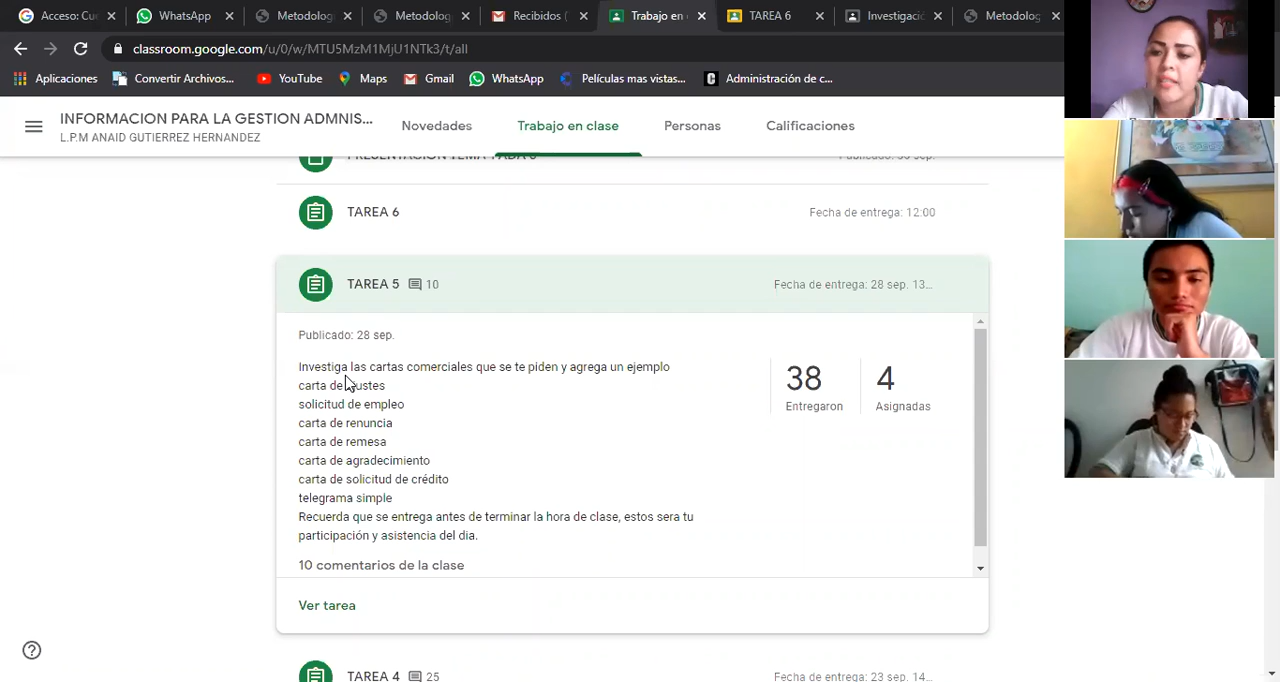 Acceso: Cu
WhatsApp
Metodolog
Metodolog
Recibidos (
Trabajo en
TAREA 6
Investigaci
Metodolog
classroom.google.com/u/0/w/MTU5MzM1MjU1NTk3/t/all
Aplicaciones
Convertir Archivos...
YouTube
Maps
Gmail
WhatsApp
Películas mas vistas...
Administración de c...
INFORMACION PARA LA GESTION ADMNIS...
L.P.M ANAID GUTIERREZ HERNANDEZ
Novedades
Trabajo en clase
Personas
Calificaciones
TAREA 6
Fecha de entrega: 12:00
TAREA 5
10
Fecha de entrega: 28 sep. 13...
Publicado: 28 sep.
Investiga las cartas comerciales que se te piden y agrega un ejemplo
carta de ajustes
solicitud de empleo
carta de renuncia
carta de remesa
carta de agradecimiento
carta de solicitud de crédito
telegrama simple
Recuerda que se entrega antes de terminar la hora de clase, estos sera tu
participación y asistencia del dia.
10 comentarios de la clase
38
Entregaron
4
Asignadas
Ver tarea
TAREA 4
25
Fecha de entrega: 23 sep. 14...